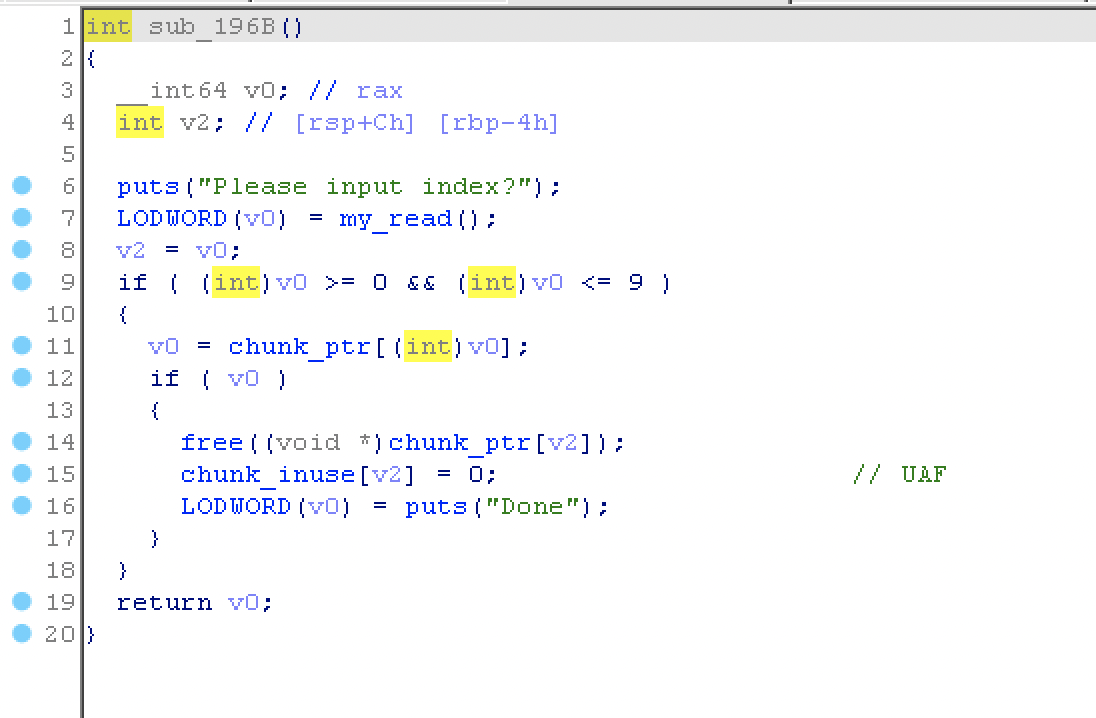 1 int sub_196B()
2 {
3 __int64 v0; // rax
4 int v2; // [rsp+Ch] [rbp-4h]
5
6 puts("Please input index?");
7 LODWORD(v0) = my_read();
8 v2 = v0;
9 if ( (int)v0 >= 0 && (int)v0 <= 9 )
10 {
11 v0 = chunk_ptr[(int)v0];
12 if ( v0 )
13 {
14 free((void *)chunk_ptr[v2]);
15 chunk_inuse[v2] = 0; // UAF
16 LODWORD(v0) = puts("Done");
17 }
18 }
19 return v0;
20 }